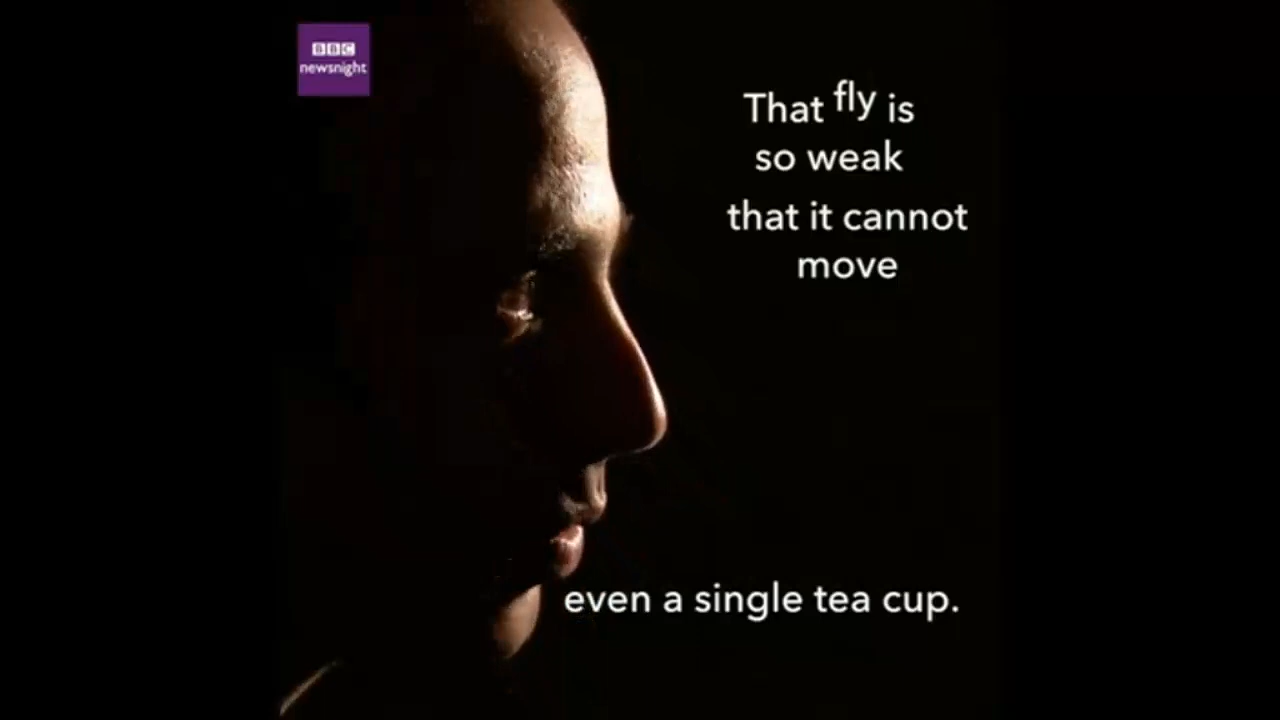 BBC
newsnight
That fly is
so weak
that it cannot
move
even a single tea cup.